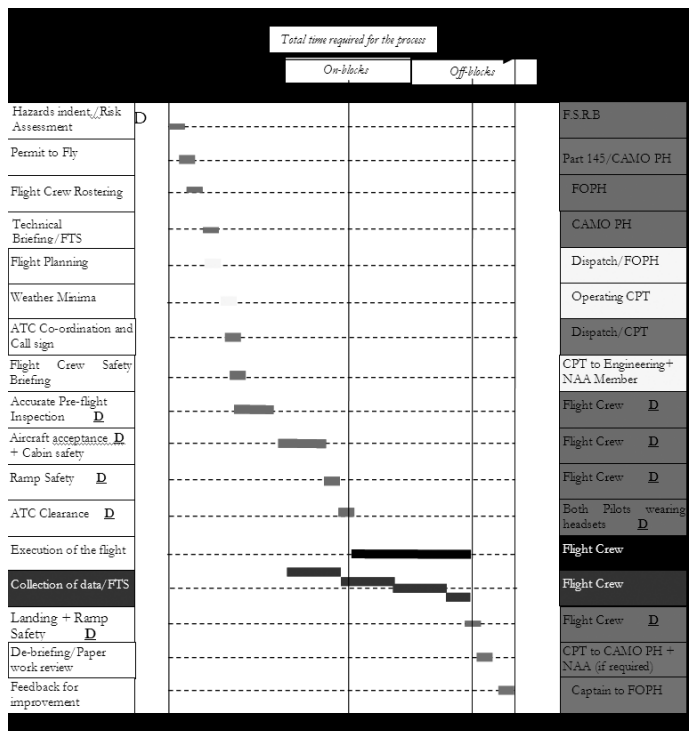 Total time required for the process
On-blocks
Off-blocks
Hazards indent,/Risk
Assessment
D
F.S.R.B
Permit to Fly
Part 145/CAMO PH
Flight Crew Rostering
FOPH
Technical
Briefing/FTS
CAMO PH
Flight Planning
Dispatch/FOPH
Weather Minima
Operating CPT
ATC Co-ordination and
Call sign
Dispatch/CPT
Flight Crew Safety
Briefing
CPT to Engineering+
NAA Member
Accurate Pre-flight
Inspection D
Flight Crew D
Aircraft acceptance D
+ Cabin safety
Flight Crew D
Ramp Safety D
Flight Crew D
ATC Clearance D
Both Pilots wearing
headsets D
Execution of the flight
Flight Crew
Collection of data/FTS
Flight Crew
Landing + Ramp
Safety D
Flight Crew D
De-briefing/Paper
work review
CPT to CAMO PH +
NAA (if required)
Feedback for
improvement
Captain to FOPH